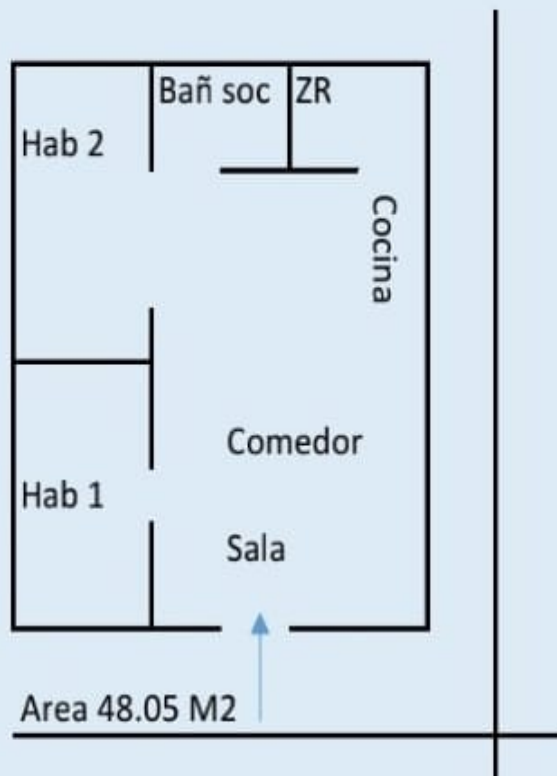 Bañ soc
ZR
Hab 2
Cocina
Comedor
Hab 1
Sala
Area 48.05 M2